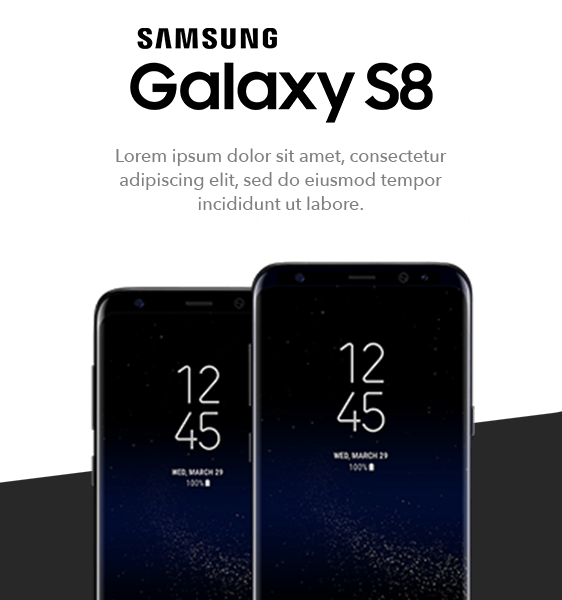 SAMSUNG
Galaxy S8
Lorem ipsum dolor sit amet, consectetur
adipiscing elit, sed do eiusmod tempor
incididunt ut labore.
12
45
WED, MARCH 29
100%
12
45
WED, MARCH 29
100%